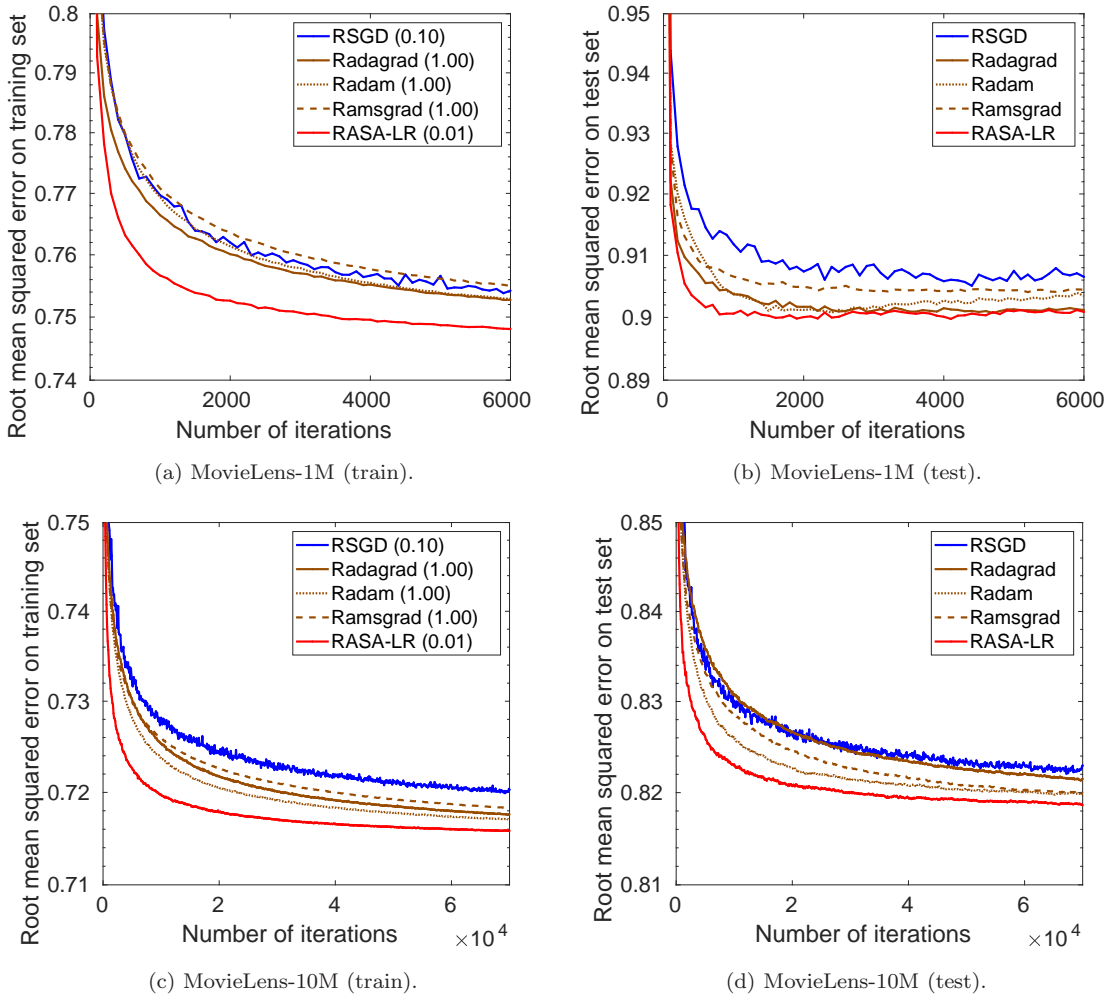 Root mean squared error on training set
0.8
0.79
0.78
0.77
0.76
0.75
0.74
RSGD (0.10)
Radagrad (1.00)
Radam (1.00)
Ramsgrad (1.00)
RASA-LR (0.01)
0
2000
4000
6000
Number of iterations
(a) MovieLens-1M (train).
Root mean squared error on test set
0.95
0.94
0.93
0.92
0.91
0.9
0.89
RSGD
Radagrad
Radam
Ramsgrad
RASA-LR
0
2000
4000
6000
Number of iterations
(b) MovieLens-1M (test).
Root mean squared error on training set
0.75
0.74
0.73
0.72
0.71
RSGD (0.10)
Radagrad (1.00)
Radam (1.00)
Ramsgrad (1.00)
RASA-LR (0.01)
0
2
4
6
Number of iterations
×10^4
(c) MovieLens-10M (train).
Root mean squared error on test set
0.85
0.84
0.83
0.82
0.81
RSGD
Radagrad
Radam
Ramsgrad
RASA-LR
0
2
4
6
Number of iterations
×10^4
(d) MovieLens-10M (test).